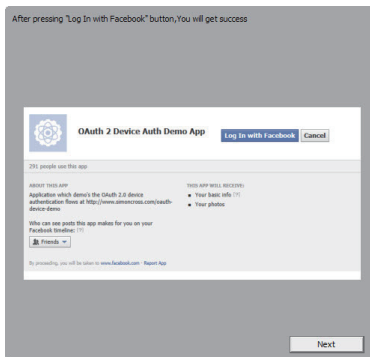 After pressing "Log In with Facebook" button,You will get success
OAuth 2 Device Auth Demo App
Log In with Facebook
Cancel
291 people use this app
ABOUT THIS APP
Application which demo's the OAuth 2.0 device
authentication flows at http://www.simoncross.com/oauth-
device-demo
Who can see posts this app makes for you on your
Facebook timeline: [?]
Friends
THIS APP WILL RECEIVE:
Your basic info [?]
Your photos
By proceeding, you will be taken to www.facebook.com · Report App
Next